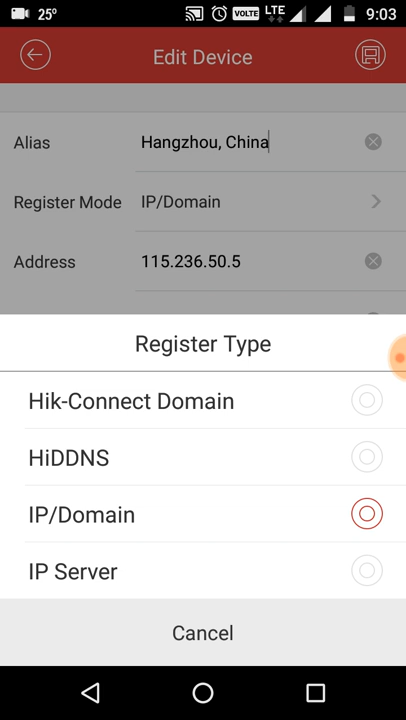 25° VOLTE LTE 9:03
Edit Device
Alias Hangzhou, China
Register Mode IP/Domain
Address 115.236.50.5
Register Type
Hik-Connect Domain
HiDDNS
IP/Domain
IP Server
Cancel